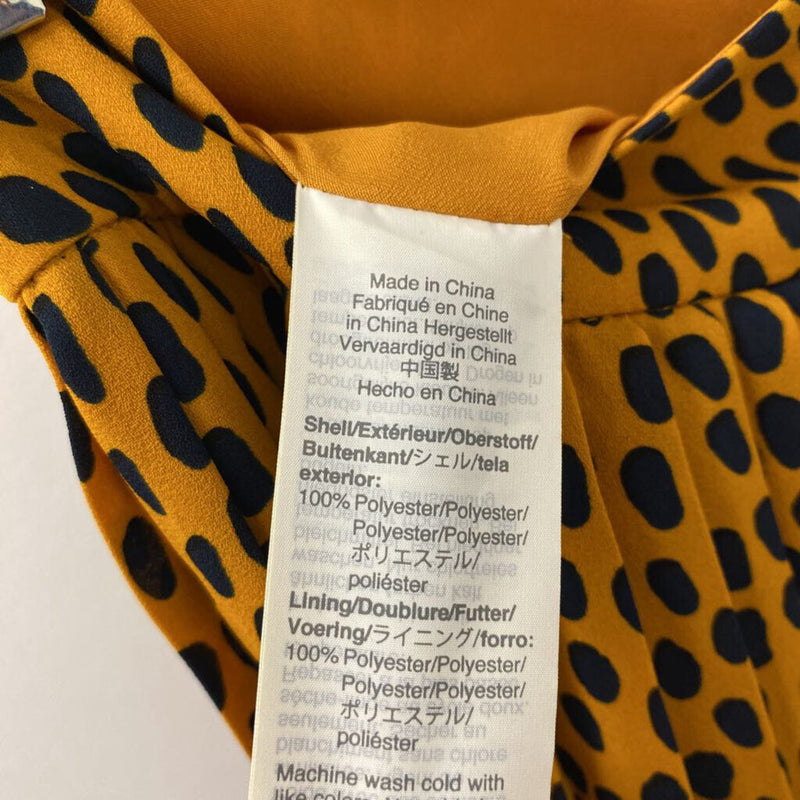 Made in China
Fabriqué en Chine
in China Hergestellt
Vervaardigd in China
中国製
Hecho en China
Shell/Extérieur/Oberstoff/
Buitenkant/シェル/tela
exterior:
100% Polyester/Polyester/
Polyester/Polyester/
ポリエステル/
poliéster
Lining/Doublure/Futter/
Voering/ライニング/forro:
100% Polyester/Polyester/
Polyester/Polyester/
ポリエステル/
poliéster
Machine wash cold with
like colors